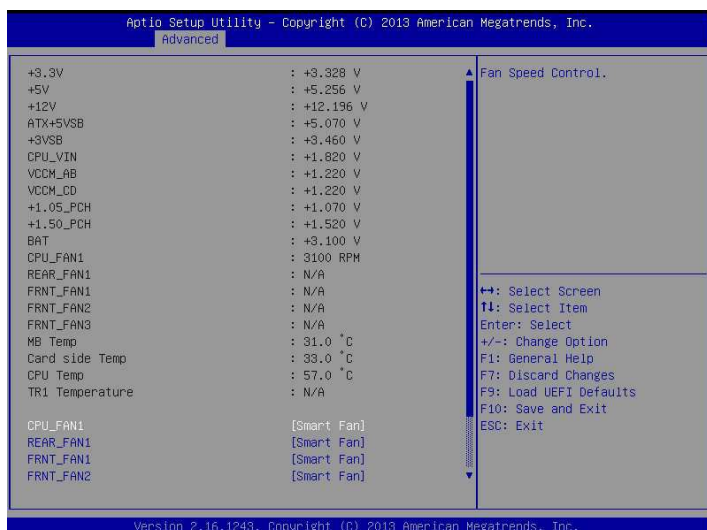 Aptio Setup Utility – Copyright (C) 2013 American Megatrends, Inc.
Advanced
+3.3V : +3.328 V
+5V : +5.256 V
+12V : +12.196 V
ATX+5VSB : +5.070 V
+3VSB : +3.460 V
CPU_VIN : +1.820 V
VCCM_AB : +1.220 V
VCCM_CD : +1.220 V
+1.05_PCH : +1.070 V
+1.50_PCH : +1.520 V
BAT : +3.100 V
CPU_FAN1 : 3100 RPM
REAR_FAN1 : N/A
FRNT_FAN1 : N/A
FRNT_FAN2 : N/A
FRNT_FAN3 : N/A
MB Temp : 31.0 °C
Card side Temp : 33.0 °C
CPU Temp : 57.0 °C
TR1 Temperature : N/A
CPU_FAN1 [Smart Fan]
REAR_FAN1 [Smart Fan]
FRNT_FAN1 [Smart Fan]
FRNT_FAN2 [Smart Fan]
Fan Speed Control.
↔: Select Screen
↑↓: Select Item
Enter: Select
+/-: Change Option
F1: General Help
F7: Discard Changes
F9: Load UEFI Defaults
F10: Save and Exit
ESC: Exit
Version 2.16.1243. Copyright (C) 2013 American Megatrends, Inc.